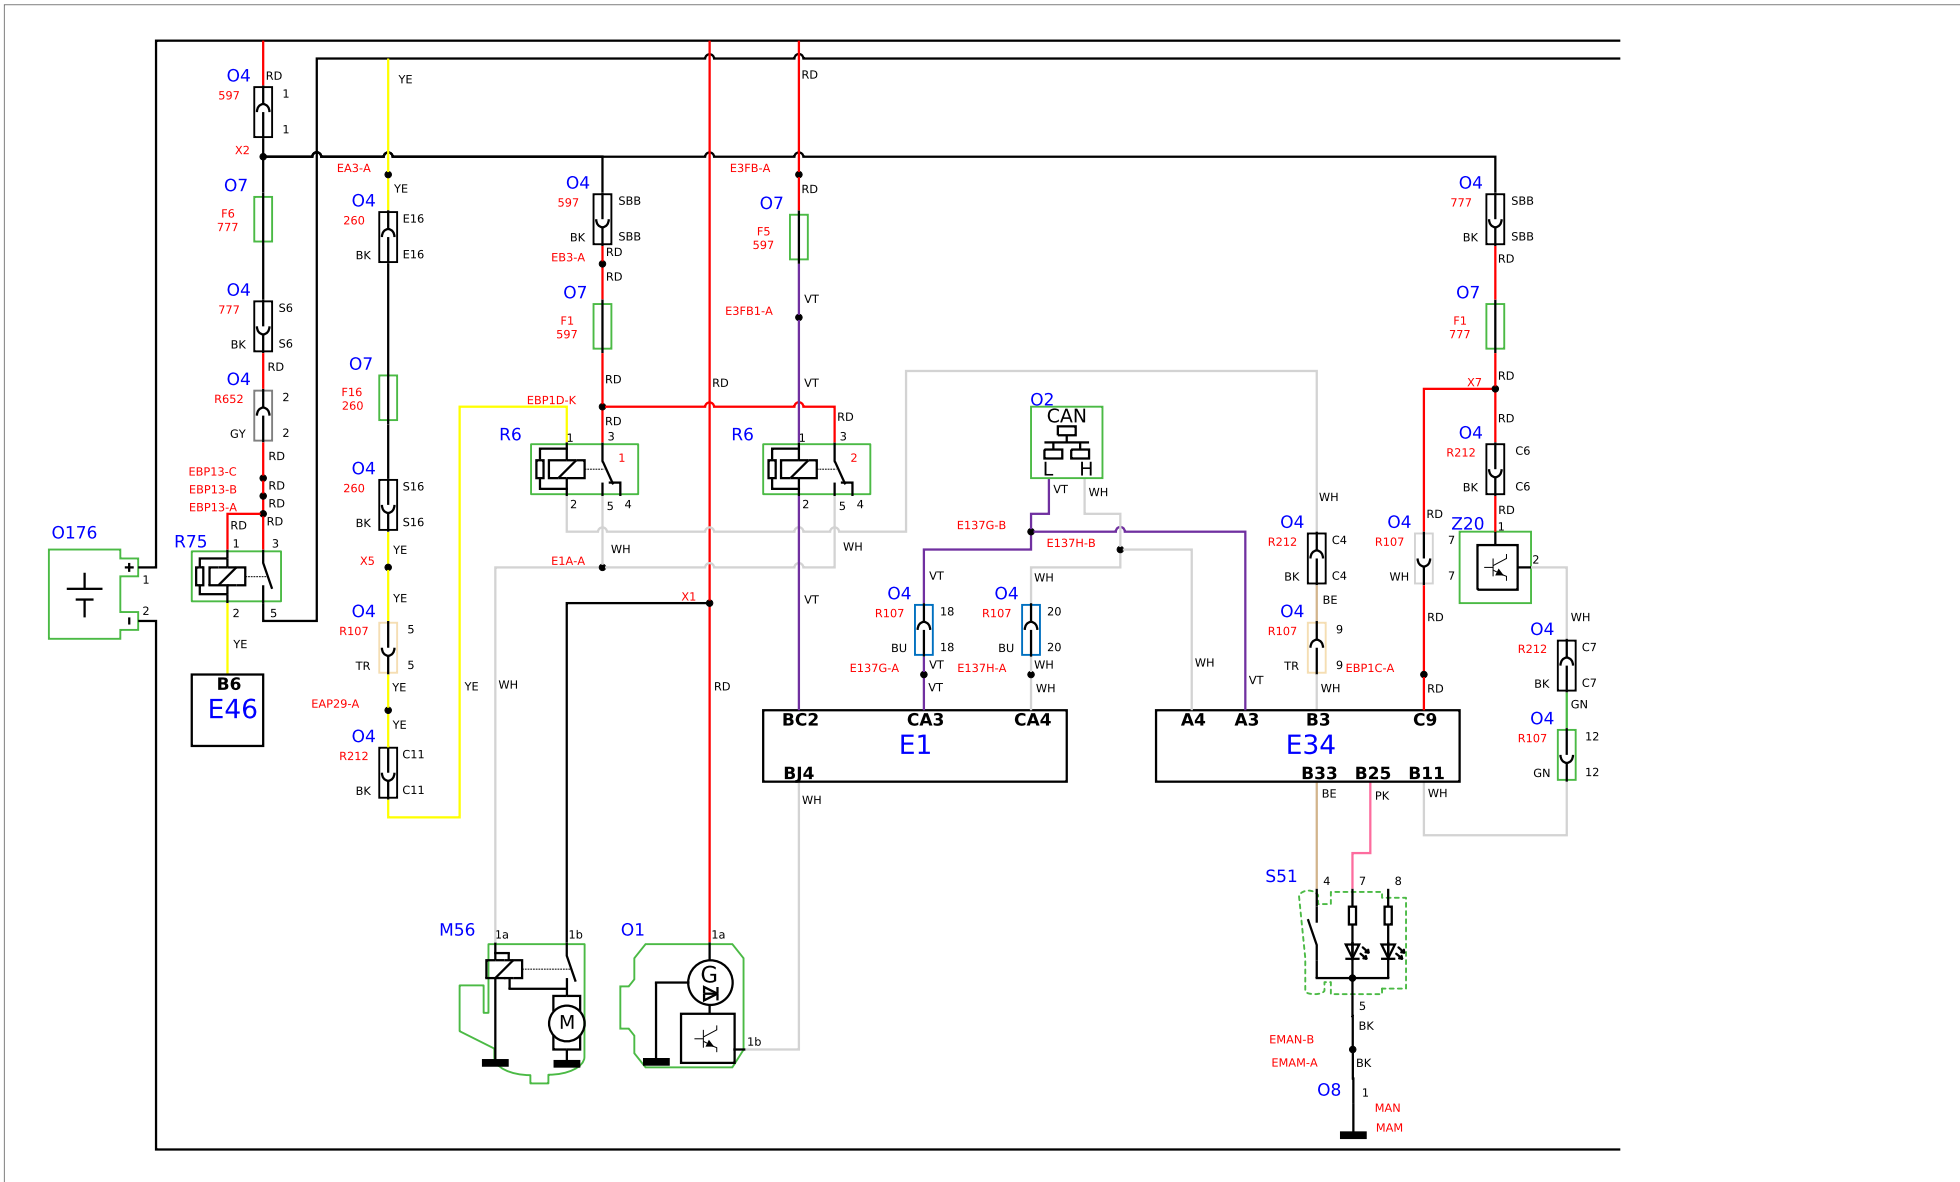 O4 RD
597 1
1
X2
O7
F6
777
O4
777 S6
BK S6
RD
O4
R652 2
GY 2
RD
EBP13-C
RD
EBP13-B
RD
EBP13-A
RD RD
R75 1 3
2 5
YE
B6
E46
O176
+
1
2
-
YE
EA3-A
YE
O4
260 E16
BK E16
O7
F16
260
O4
260 S16
BK S16
YE
X5
YE
O4
R107 5
TR 5
YE
EAP29-A
YE
O4
R212 C11
BK C11
YE
O4
597 SBB
BK SBB
RD
EB3-A
RD
O7
F1
597
RD
EBP1D-K
RD
R6 1 3
1
2 5 4
WH
E1A-A
WH
RD
X1
RD
RD
E3FB-A
RD
O7
F5
597
VT
E3FB1-A
VT
RD
R6 1 3
2
2 5 4
WH
VT
O2
CAN
L H
VT WH
E137G-B
E137H-B
VT WH
O4 O4
R107 18 R107 20
BU 18 BU 20
E137G-A VT E137H-A WH
VT WH
BC2 CA3 CA4
E1
BJ4
WH
WH
VT
WH
O4
R212 C4
BK C4
BE
O4
R107 9
TR 9
WH
O4
777 SBB
BK SBB
RD
O7
F1
777
RD
X7
RD
O4
R212 C6
BK C6
RD
RD
O4
R107 7
WH 7
RD
EBP1C-A
RD
Z20 1
2
WH
O4
R212 C7
BK C7
GN
O4
R107 12
GN 12
A4 A3 B3 C9
E34
B33 B25 B11
BE PK WH
S51 4 7 8
5
BK
EMAN-B
EMAM-A BK
O8 1
MAN
MAM
M56 1a 1b
M
O1 1a
G
1b